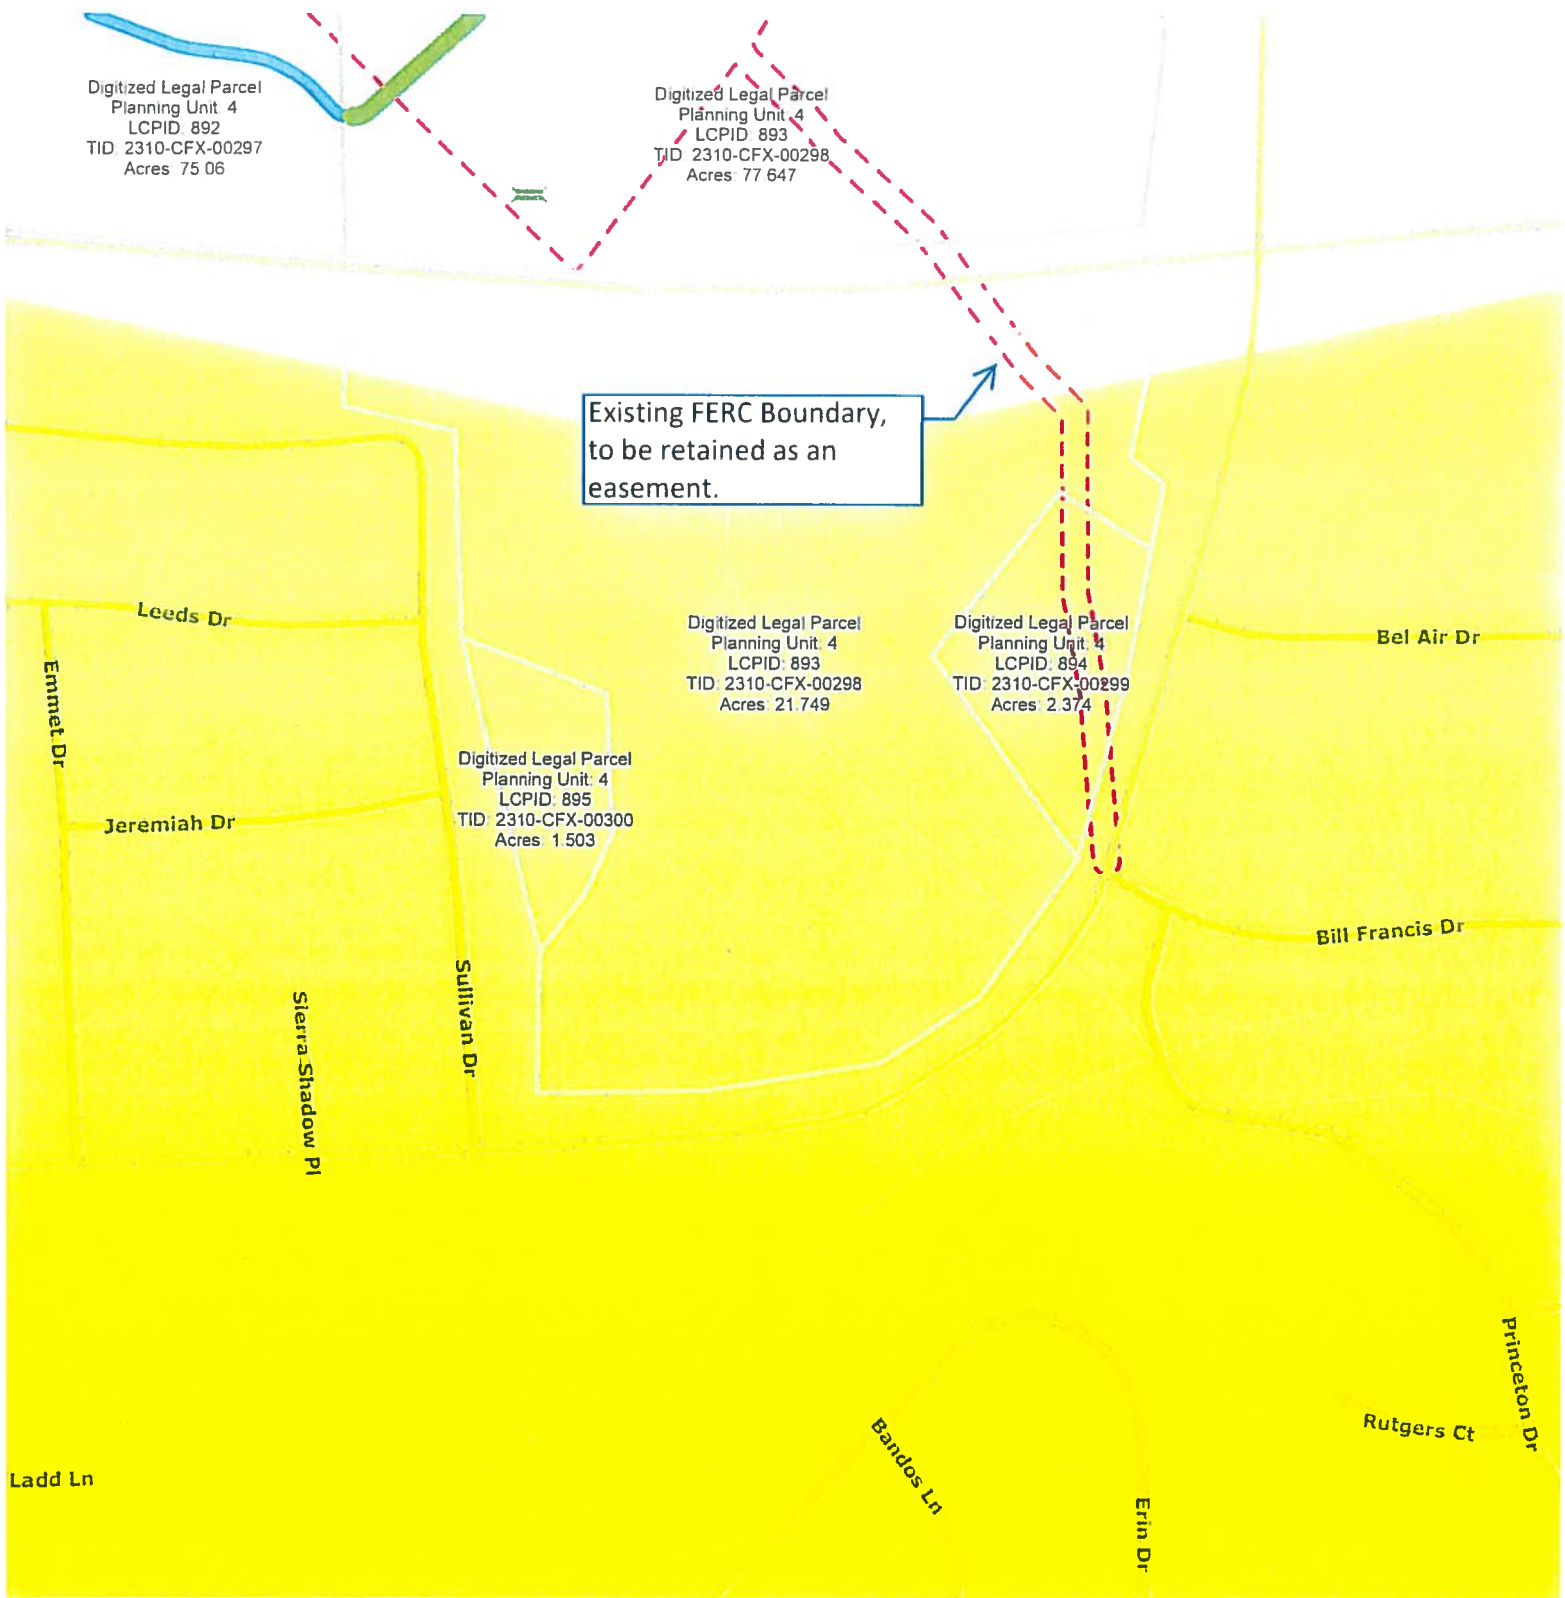 Digitized Legal Parcel
Planning Unit: 4
LCPID: 892
TID: 2310-CFX-00297
Acres: 75.06
Digitized Legal Parcel
Planning Unit: 4
LCPID: 893
TID: 2310-CFX-00298
Acres: 77.647
Existing FERC Boundary,
to be retained as an
easement.
Leeds Dr
Emmet Dr
Jeremiah Dr
Digitized Legal Parcel
Planning Unit: 4
LCPID: 893
TID: 2310-CFX-00298
Acres: 21.749
Digitized Legal Parcel
Planning Unit: 4
LCPID: 894
TID: 2310-CFX-00299
Acres: 2.374
Bel Air Dr
Digitized Legal Parcel
Planning Unit: 4
LCPID: 895
TID: 2310-CFX-00300
Acres: 1.503
Bill Francis Dr
Sullivan Dr
Sierra Shadow Pl
Princeton Dr
Rutgers Ct
Bandos Ln
Ladd Ln
Erin Dr